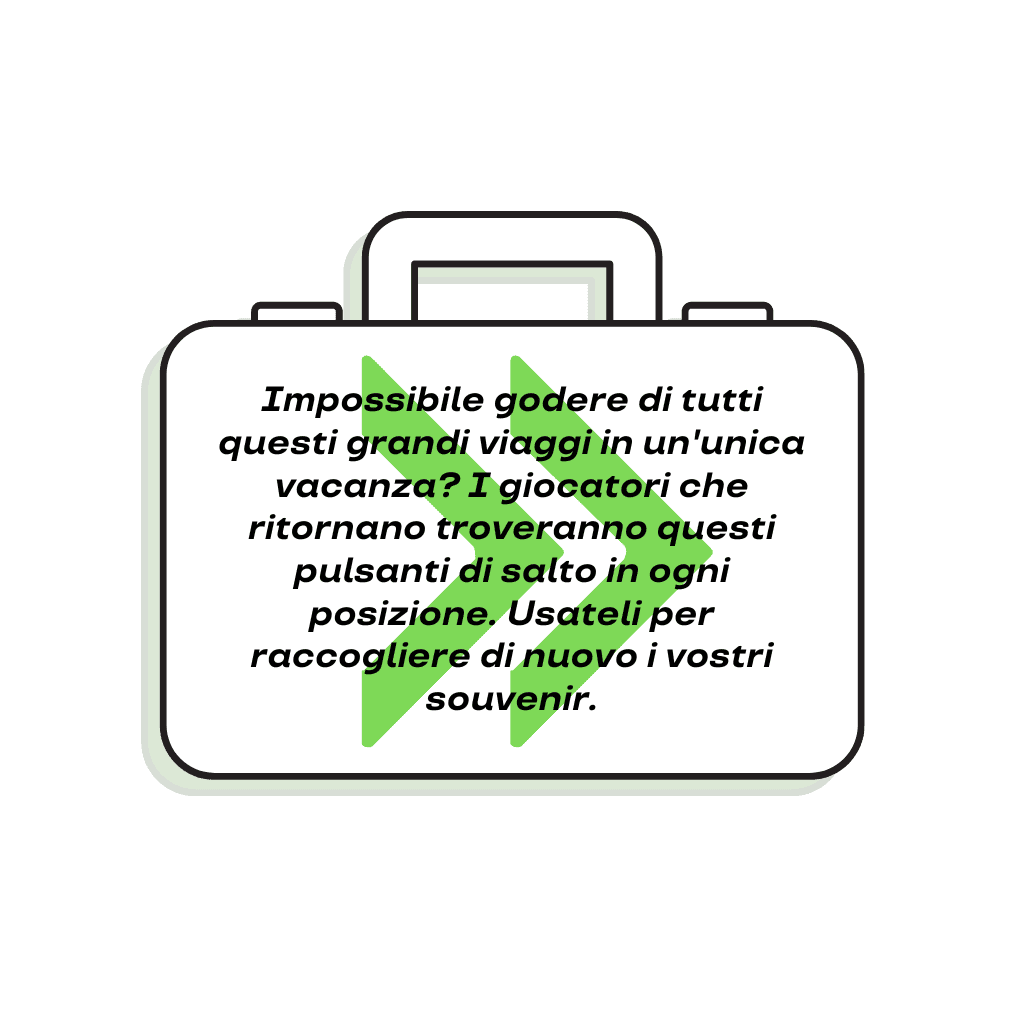 Impossibile godere di tutti
questi grandi viaggi in un'unica
vacanza? I giocatori che
ritornano troveranno questi
pulsanti di salto in ogni
posizione. Usateli per
raccogliere di nuovo i vostri
souvenir.